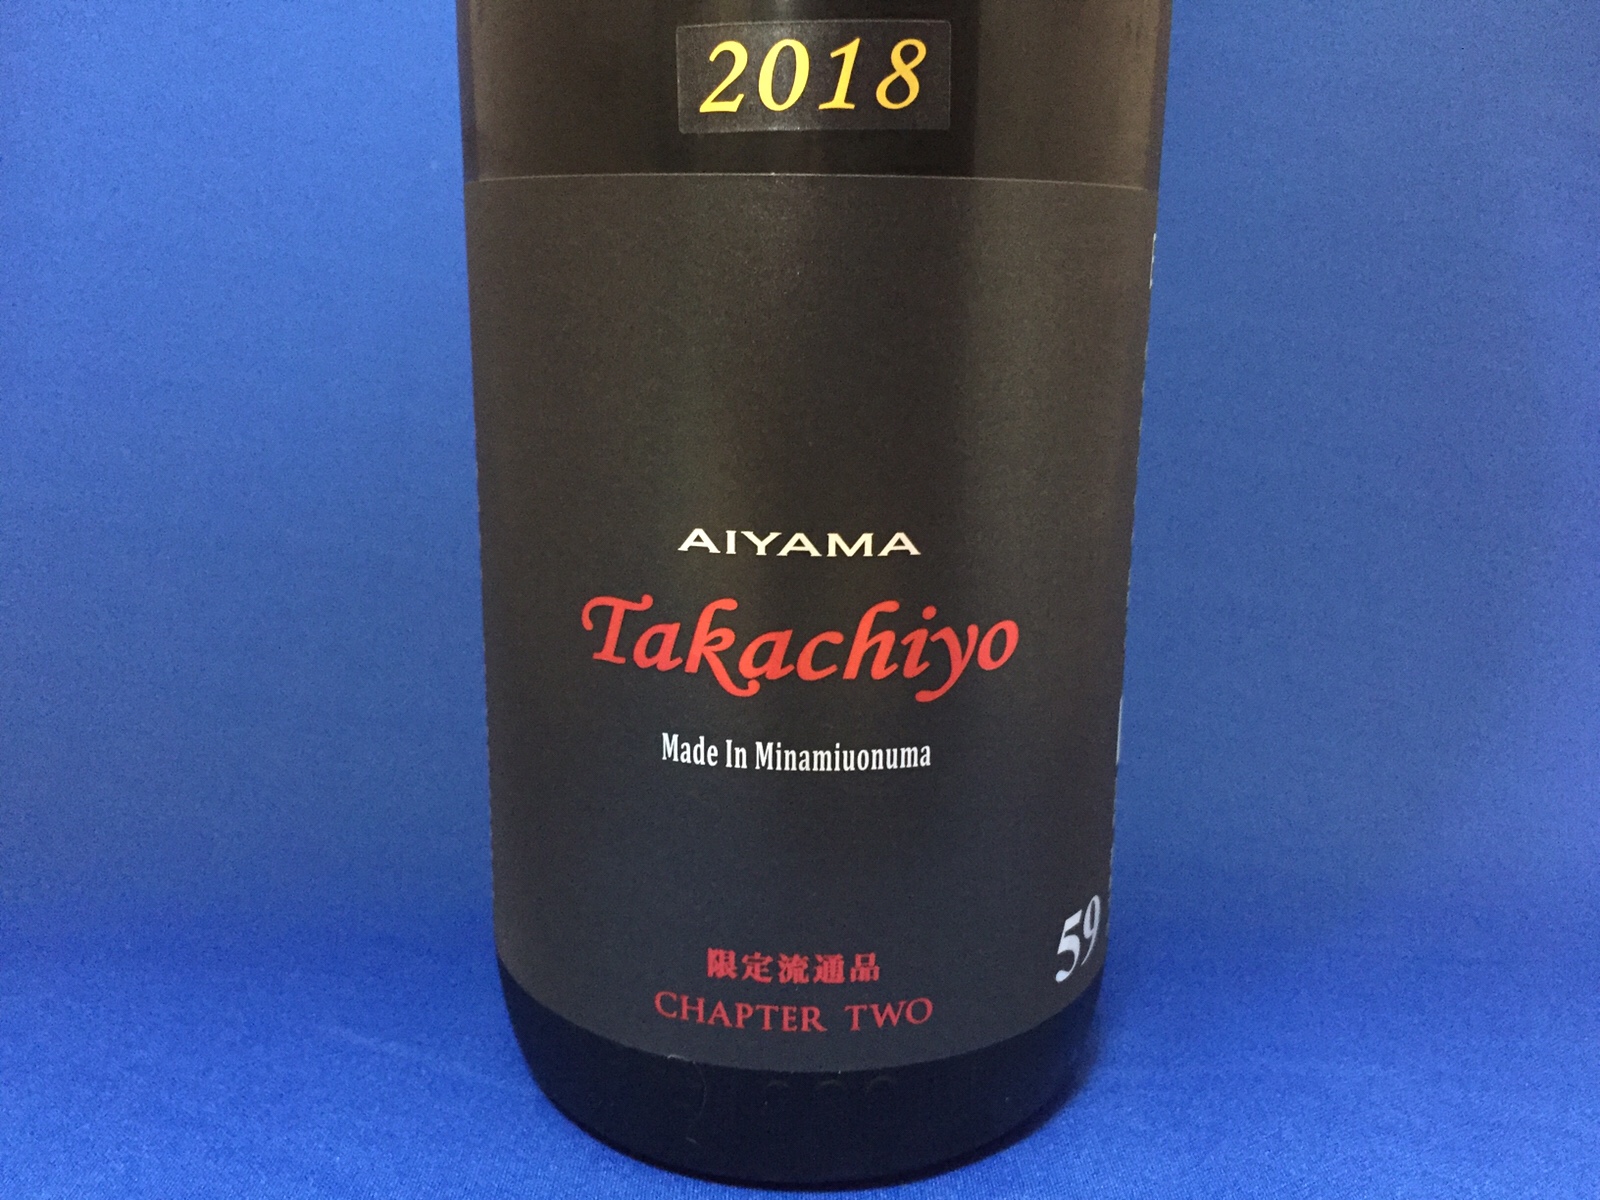 2018
AIYAMA
Takachiyo
Made In Minamiuonuma
59
限定流通品
CHAPTER TWO